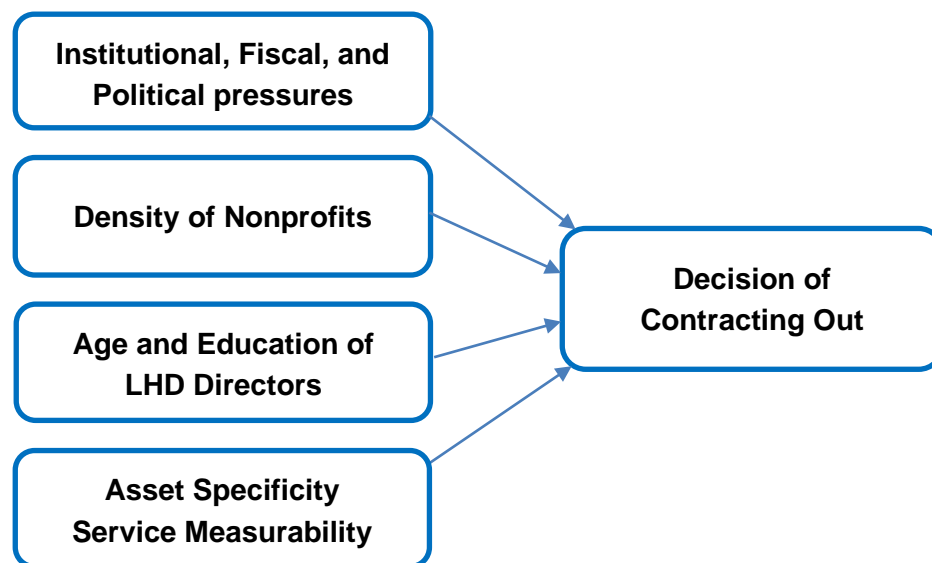 Institutional, Fiscal, and
Political pressures
Density of Nonprofits
Age and Education of
LHD Directors
Asset Specificity
Service Measurability
Decision of
Contracting Out